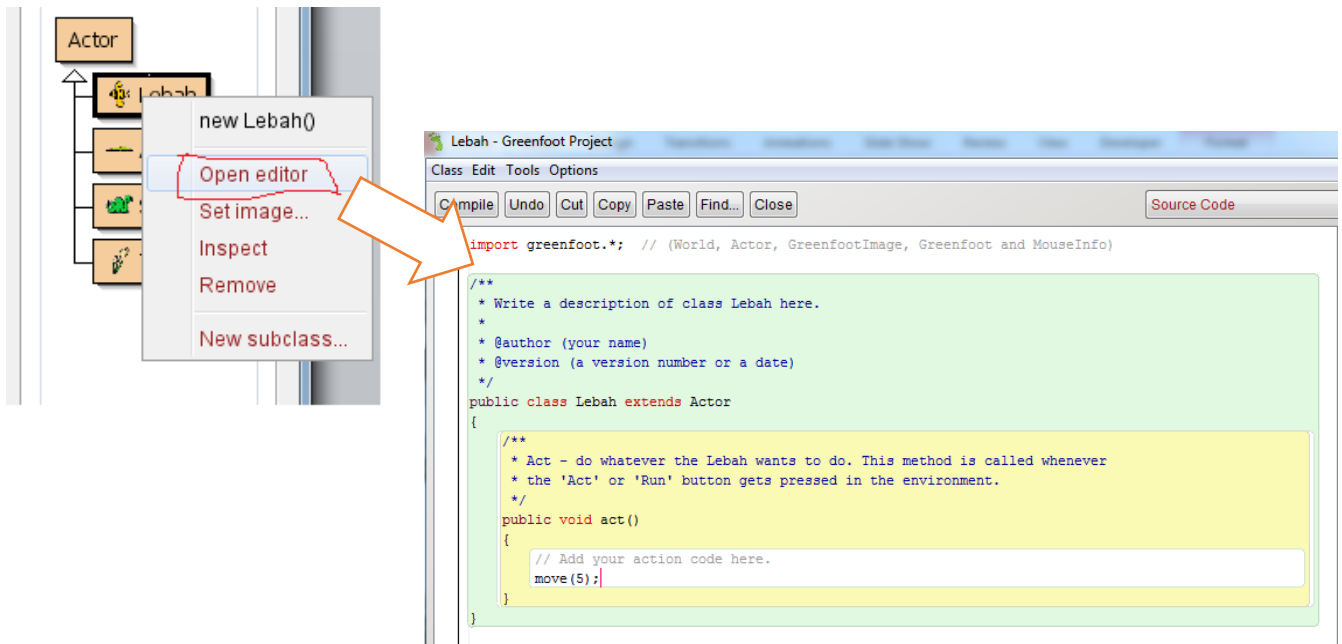 Actor
Lebah
new Lebah()
Open editor
Set image...
Inspect
Remove
New subclass...
Lebah - Greenfoot Project
Class Edit Tools Options
Compile Undo Cut Copy Paste Find... Close
Source Code
import greenfoot.*;  // (World, Actor, GreenfootImage, Greenfoot and MouseInfo)
/**
 * Write a description of class Lebah here.
 *
 * @author (your name)
 * @version (a version number or a date)
 */
public class Lebah extends Actor
{
    /**
     * Act - do whatever the Lebah wants to do. This method is called whenever
     * the 'Act' or 'Run' button gets pressed in the environment.
     */
    public void act()
    {
        // Add your action code here.
        move(5);
    }
}